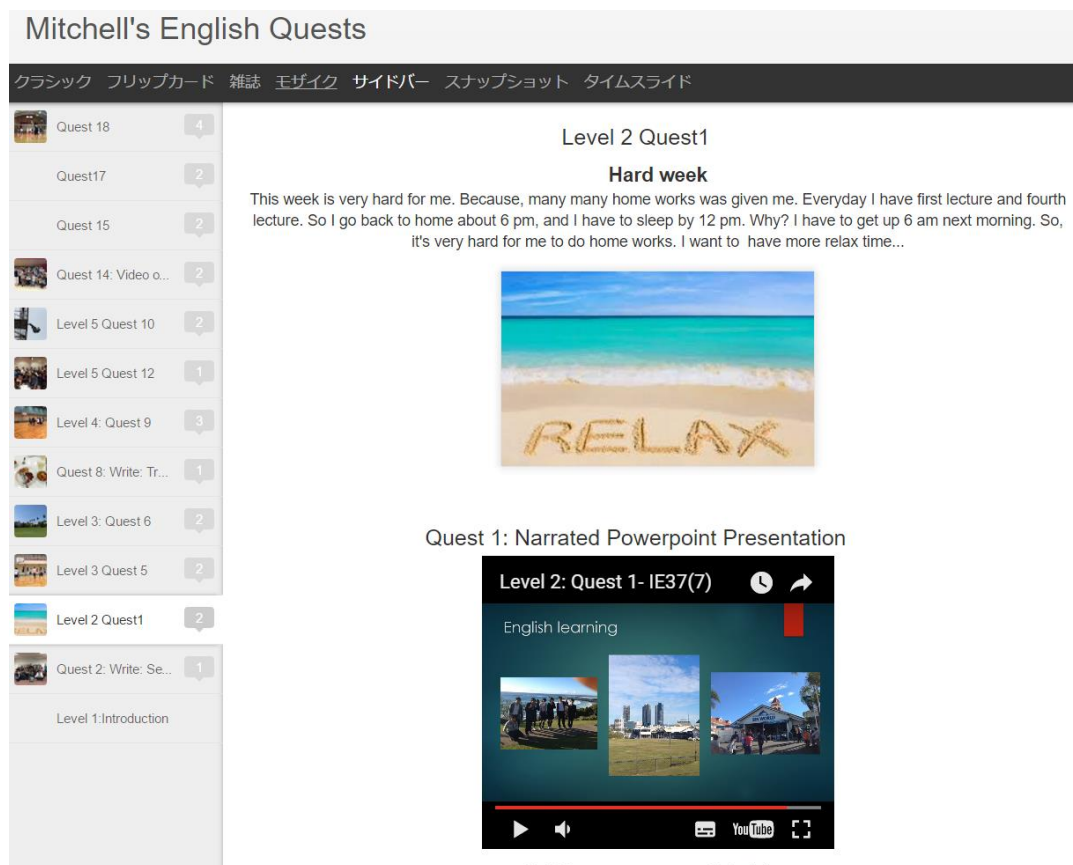 Mitchell's English Quests
クラシック フリップカード 雑誌 モザイク サイドバー スナップショット タイムスライド
Quest 18
4
Quest17
2
Quest 15
2
Quest 14: Video o...
2
Level 5 Quest 10
2
Level 5 Quest 12
1
Level 4: Quest 9
3
Quest 8: Write: Tr...
1
Level 3: Quest 6
2
Level 3 Quest 5
2
Level 2 Quest1
2
Quest 2: Write: Se...
1
Level 1:Introduction
Level 2 Quest1
Hard week
This week is very hard for me. Because, many many home works was given me. Everyday I have first lecture and fourth
lecture. So I go back to home about 6 pm, and I have to sleep by 12 pm. Why? I have to get up 6 am next morning. So,
it's very hard for me to do home works. I want to have more relax time...
RELAX
Quest 1: Narrated Powerpoint Presentation
Level 2: Quest 1- IE37(7)
English learning
YouTube